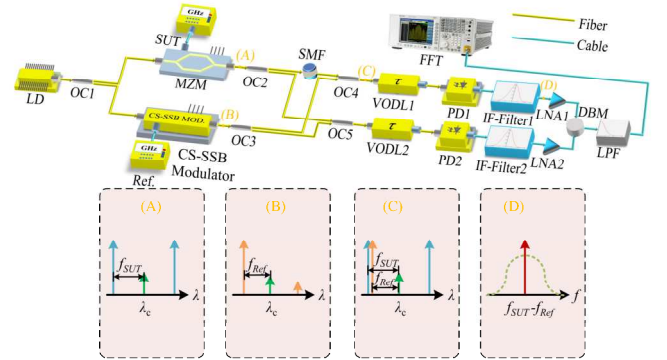 GHz
SUT
(A)
MZM
OC2
SMF
FFT
Fiber
Cable
LD
OC1
(B)
CS-SSB MOD.
OC3
CS-SSB
Modulator
GHz
Ref.
(C)
OC4
τ
VODL1
PD1
(D)
IF-Filter1
LNA1
DBM
LPF
OC5
τ
VODL2
PD2
IF-Filter2
LNA2
(A)
fSUT
λ
λc
(B)
fRef
λ
λc
(C)
fSUT
fRef
λ
λc
(D)
f
fSUT-fRef